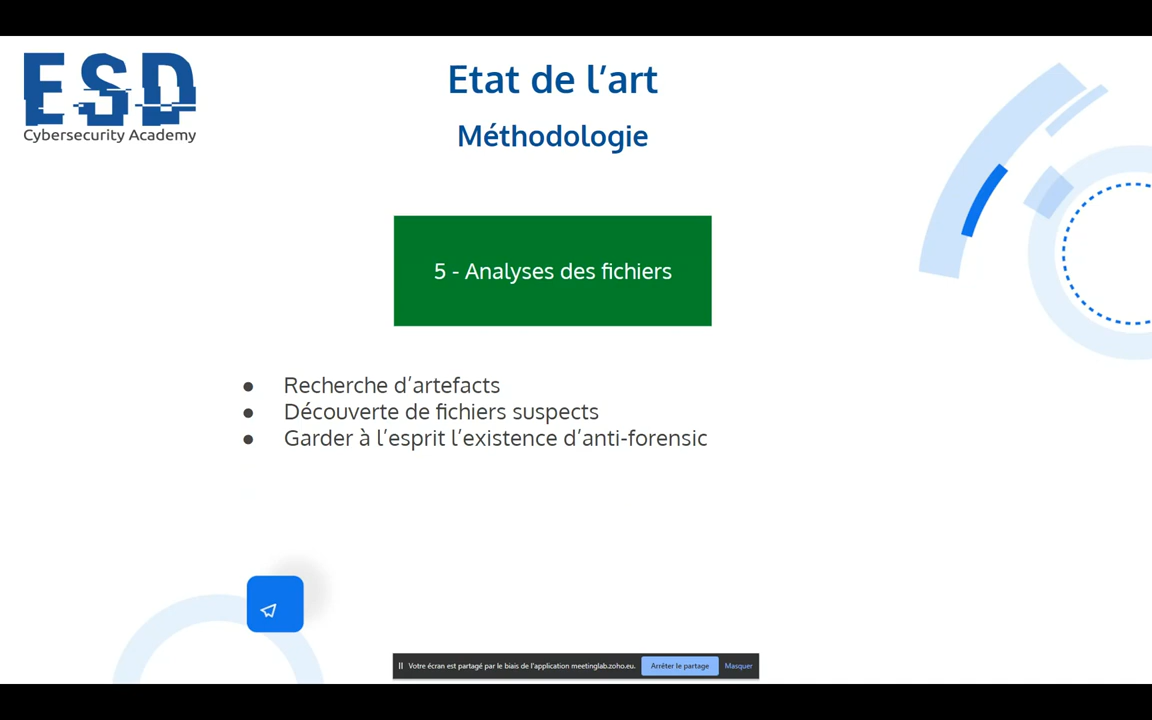 ESD
Cybersecurity Academy
Etat de l’art
Méthodologie
5 - Analyses des fichiers
● Recherche d’artefacts
● Découverte de fichiers suspects
● Garder à l’esprit l’existence d’anti-forensic
Votre écran est partagé par le biais de l'application meetinglab.zoho.eu. Arrêter le partage Masquer